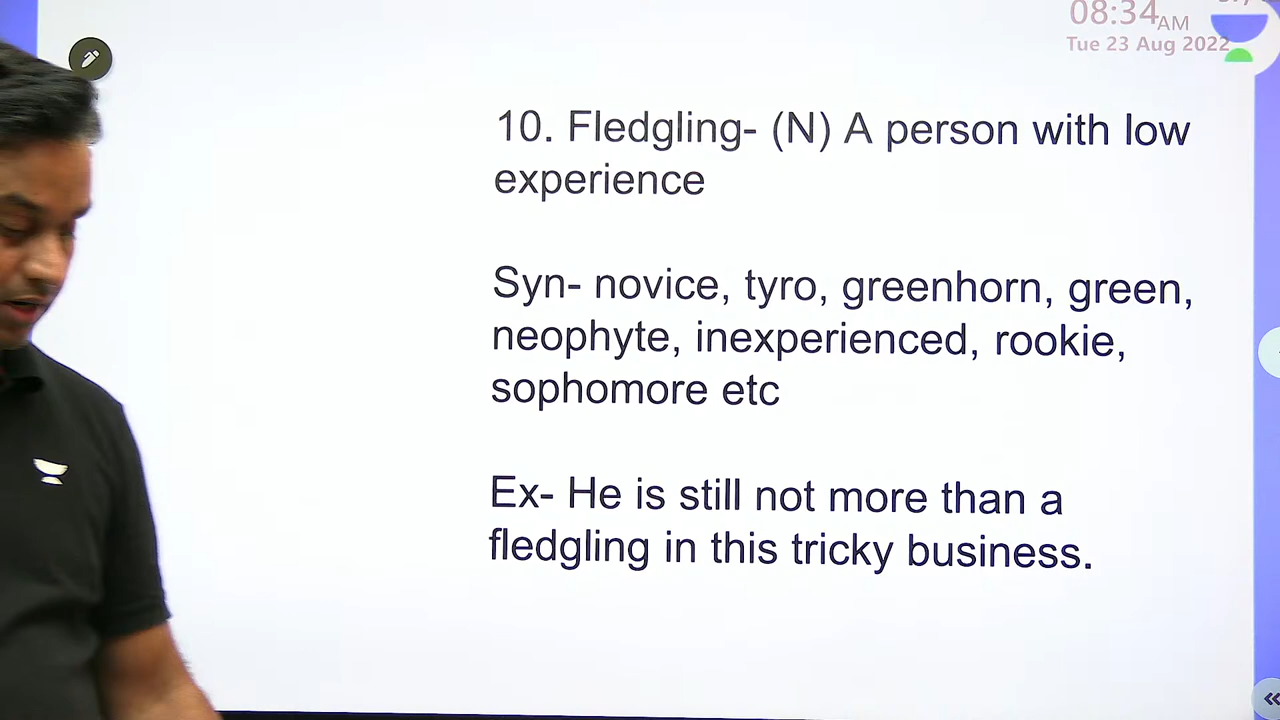 08:34AM
Tue 23 Aug 2022
10. Fledgling- (N) A person with low
experience
Syn- novice, tyro, greenhorn, green,
neophyte, inexperienced, rookie,
sophomore etc
Ex- He is still not more than a
fledgling in this tricky business.